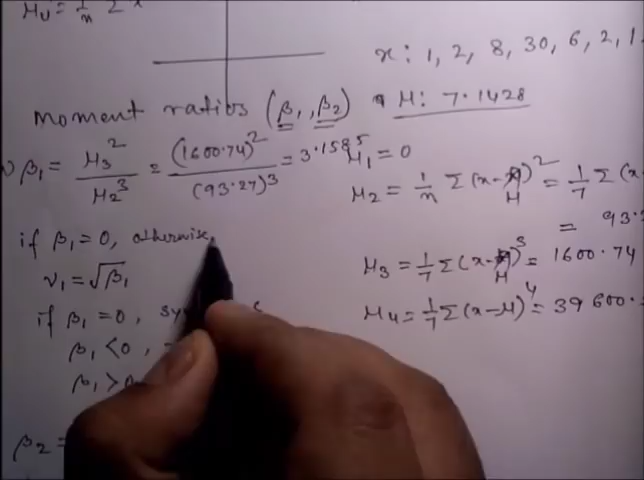 μ_U = 1/n Σ x
x : 1, 2, 8, 30, 6, 2, 1
moment ratios (β₁, β₂)
M : 7.1428
β₁ = μ₃²/μ₂³ = (1600.74)²/(93.27)³ = 3.1585
μ₁ = 0
μ₂ = 1/n Σ(x-M)² = 1/7 Σ(x
= 93.
if β₁ = 0, otherwise,
γ₁ = √β₁
μ₃ = 1/7 Σ(x-M)³ = 1600.74
if β₁ = 0, sy
μ₄ = 1/7 Σ(x-M)⁴ = 39600.
β₁ < 0, -
β₁ >
β₂ =